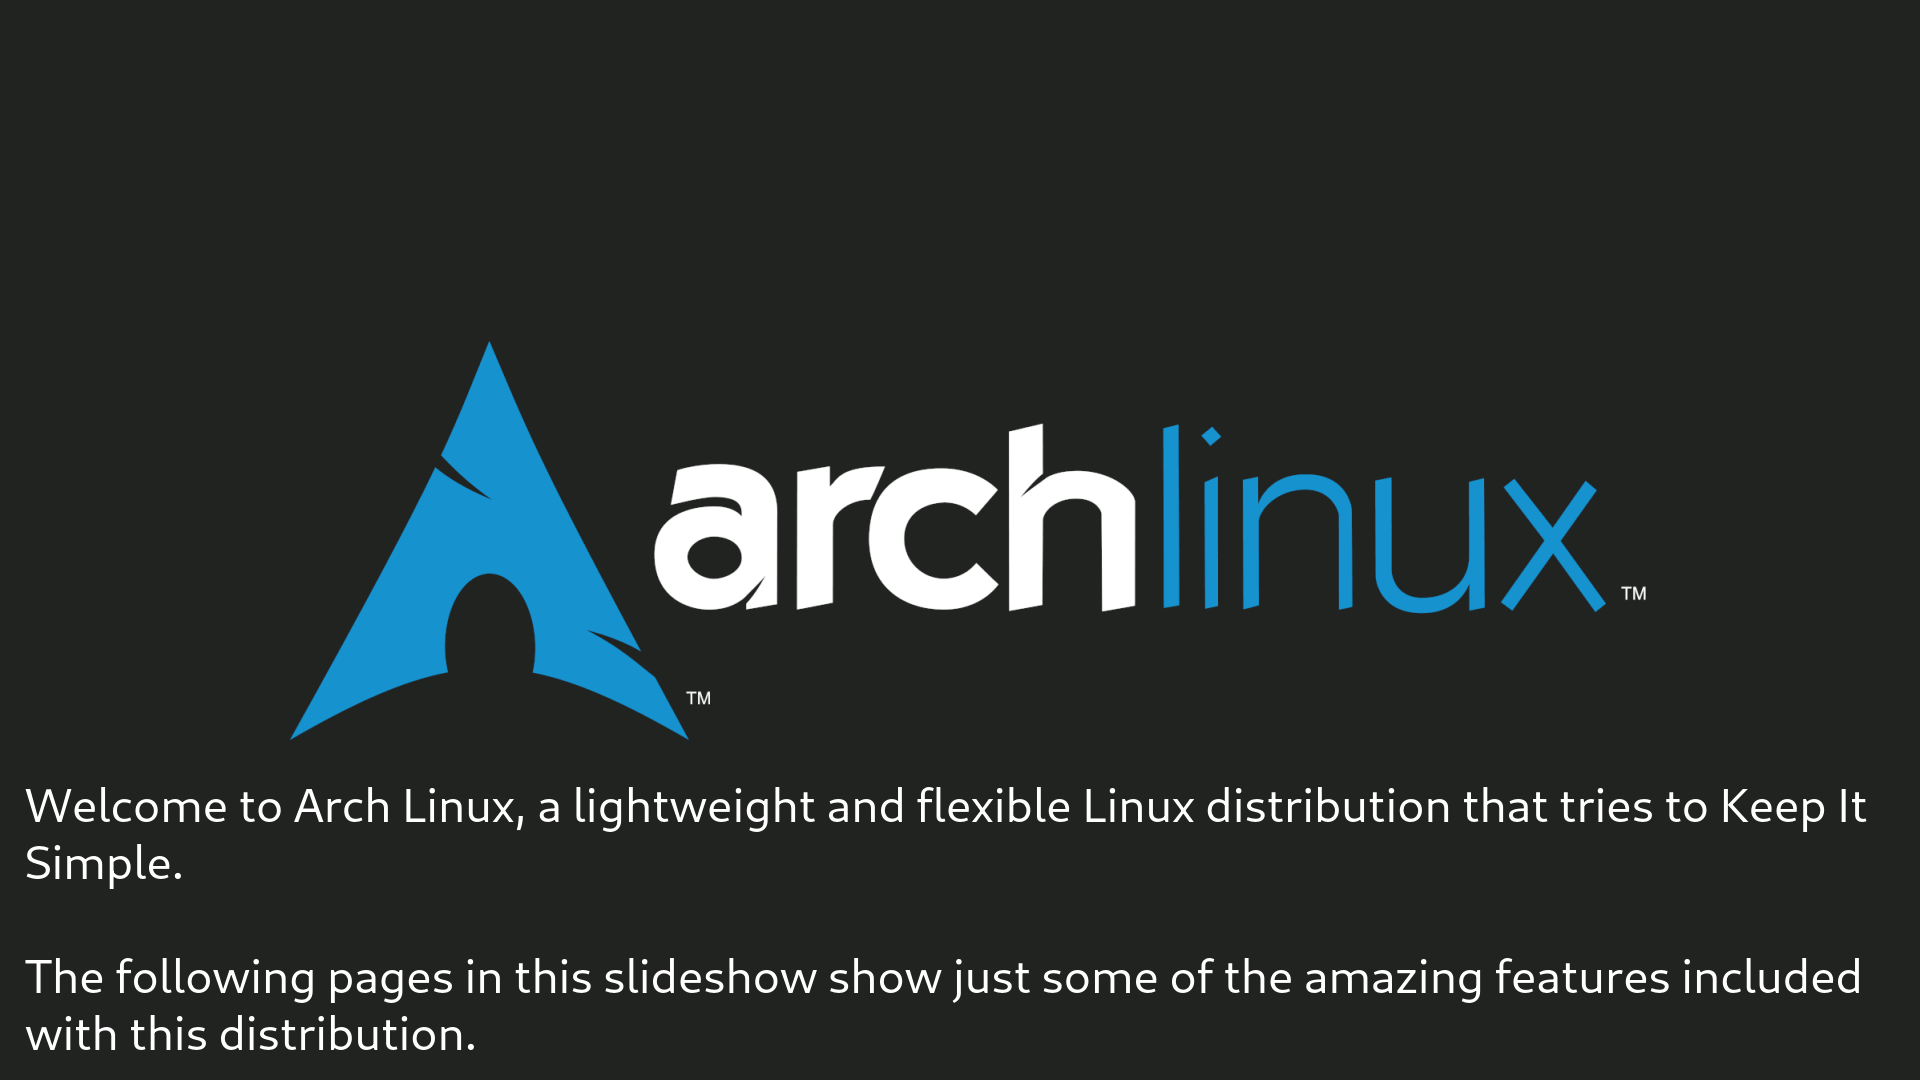 archlinux™
™
Welcome to Arch Linux, a lightweight and flexible Linux distribution that tries to Keep It
Simple.
The following pages in this slideshow show just some of the amazing features included
with this distribution.